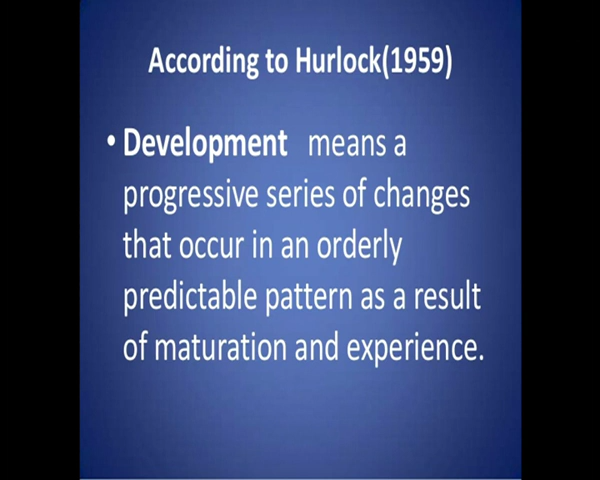 According to Hurlock(1959)
• Development means a
progressive series of changes
that occur in an orderly
predictable pattern as a result
of maturation and experience.